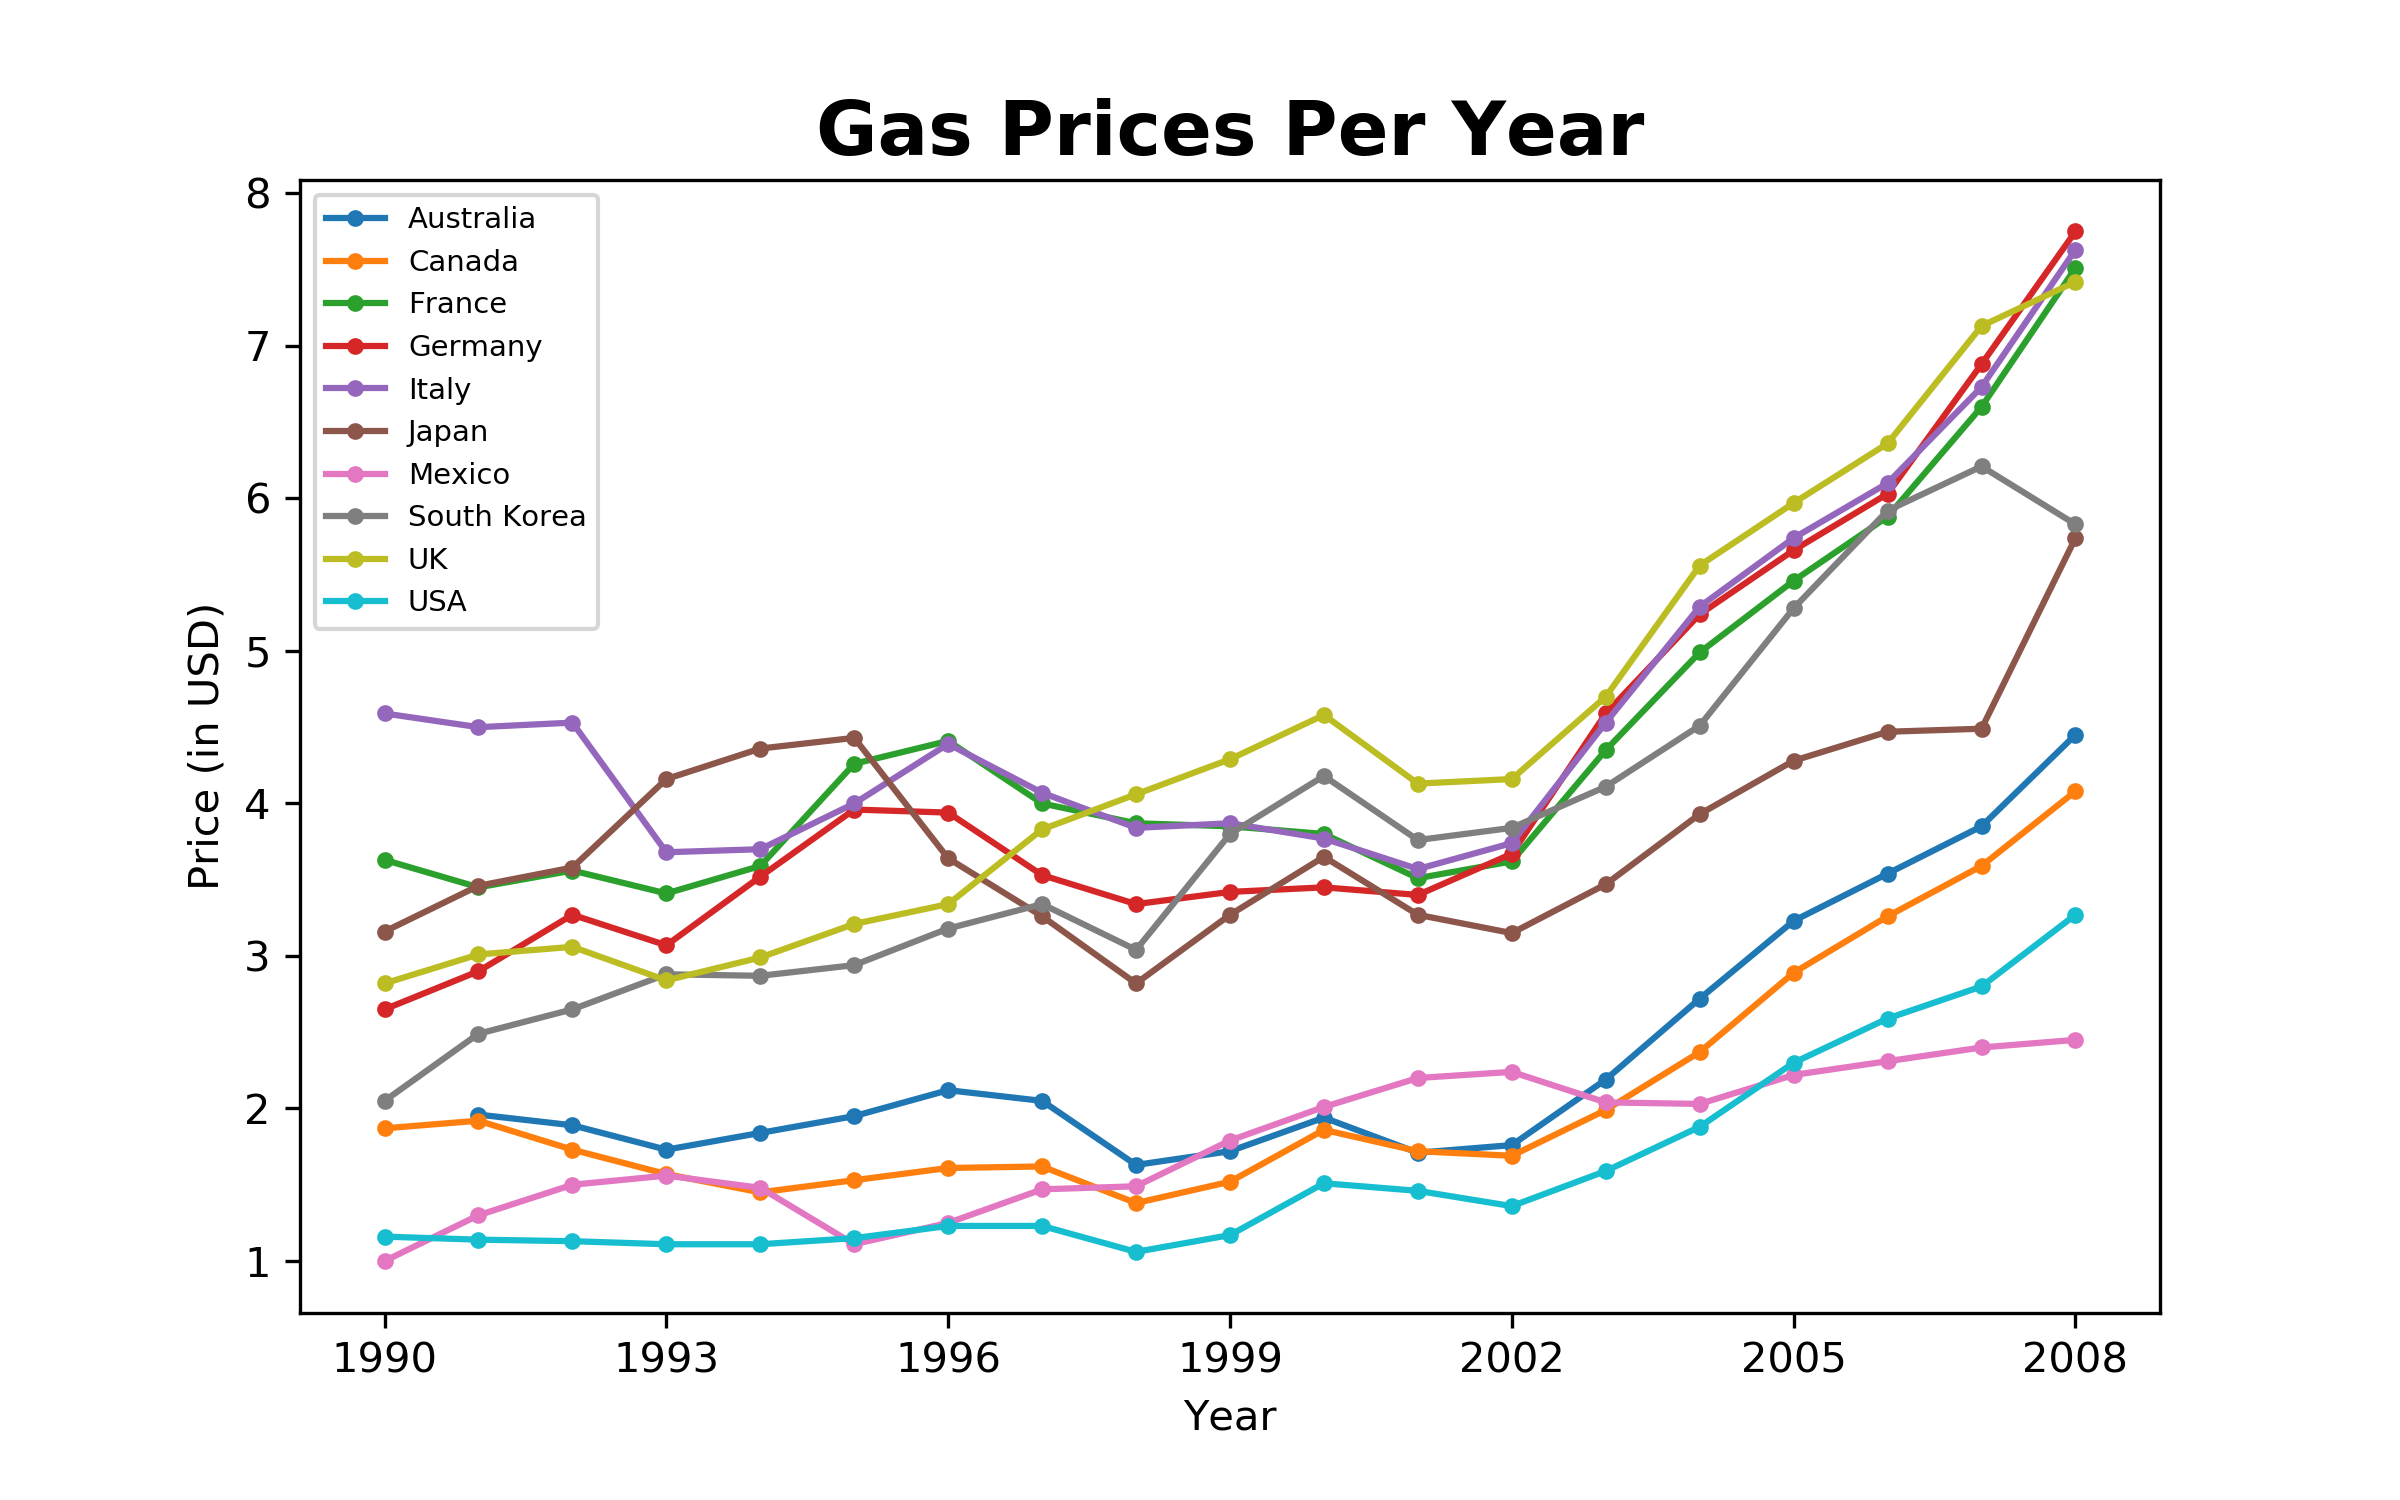 Gas Prices Per Year
8
7
6
5
4
3
2
1
Price (in USD)
Australia
Canada
France
Germany
Italy
Japan
Mexico
South Korea
UK
USA
1990 1993 1996 1999 2002 2005 2008
Year